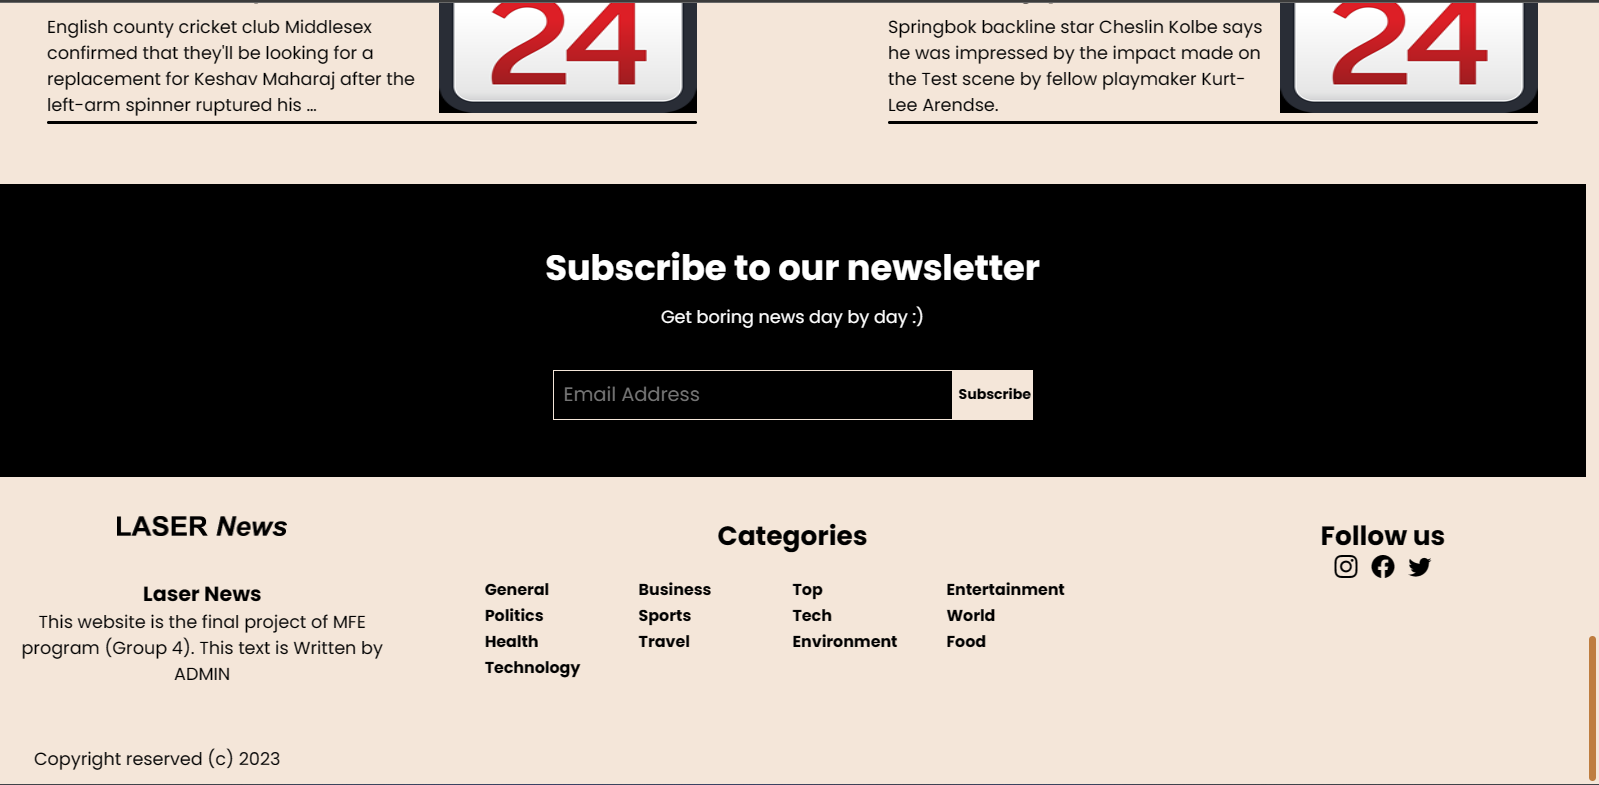 English county cricket club Middlesex
confirmed that they'll be looking for a
replacement for Keshav Maharaj after the
left-arm spinner ruptured his ...
24
Springbok backline star Cheslin Kolbe says
he was impressed by the impact made on
the Test scene by fellow playmaker Kurt-
Lee Arendse.
24
Subscribe to our newsletter
Get boring news day by day :)
Email Address
Subscribe
LASER News
Laser News
This website is the final project of MFE
program (Group 4). This text is Written by
ADMIN
Categories
General Business Top Entertainment
Politics Sports Tech World
Health Travel Environment Food
Technology
Follow us
Copyright reserved (c) 2023